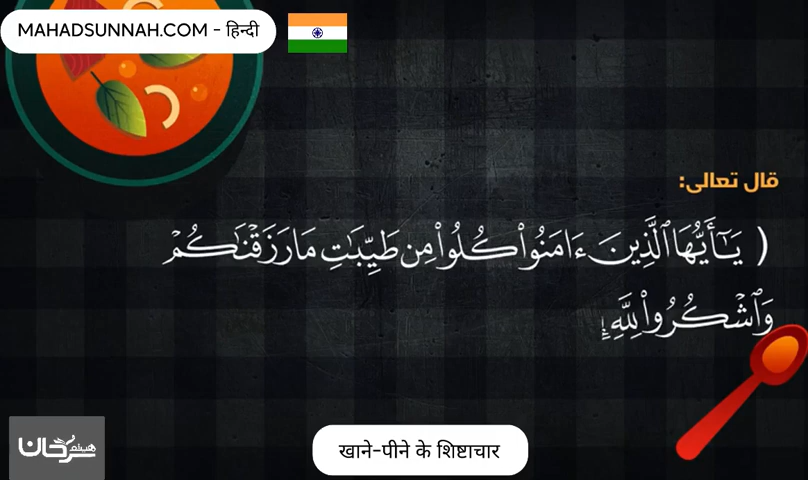 MAHADSUNNAH.COM - हिन्दी
قال تعالى:
( يَـٰٓأَيُّهَا ٱلَّذِينَ ءَامَنُوا۟ كُلُوا۟ مِن طَيِّبَـٰتِ مَا رَزَقْنَـٰكُمْ
وَٱشْكُرُوا۟ لِلَّهِ
खाने-पीने के शिष्टाचार